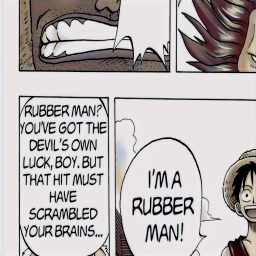 RUBBER MAN?
YOU'VE GOT THE
DEVIL'S OWN
LUCK, BOY. BUT
THAT HIT MUST
HAVE
SCRAMBLED
YOUR BRAINS...
I'M A
RUBBER
MAN!